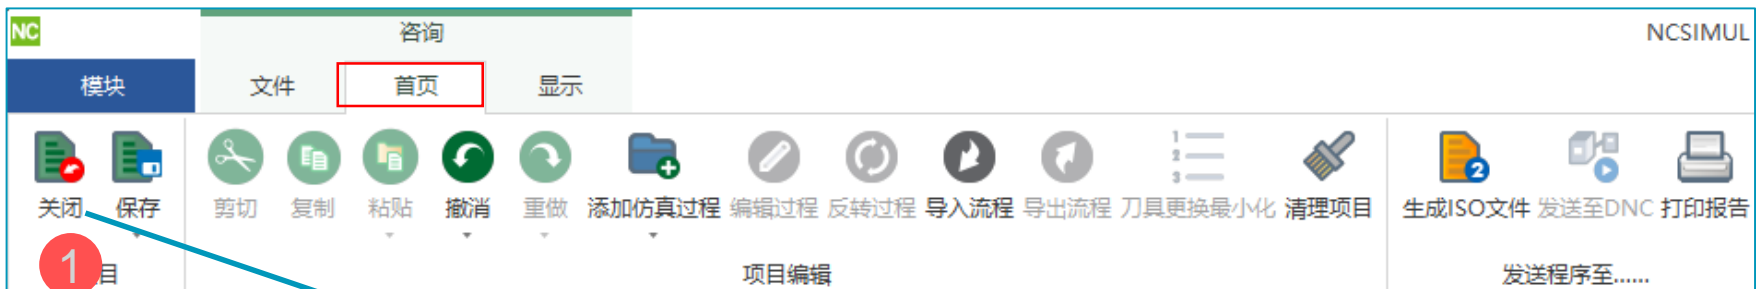 NC 咨询 NCSIMUL
模块 文件 首页 显示
1
2
3
2
关闭 保存 剪切 复制 粘贴 撤消 重做 添加仿真过程 编辑过程 反转过程 导入流程 导出流程 刀具更换最小化 清理项目 生成ISO文件 发送至DNC 打印报告
1 目 项目编辑 发送程序至......